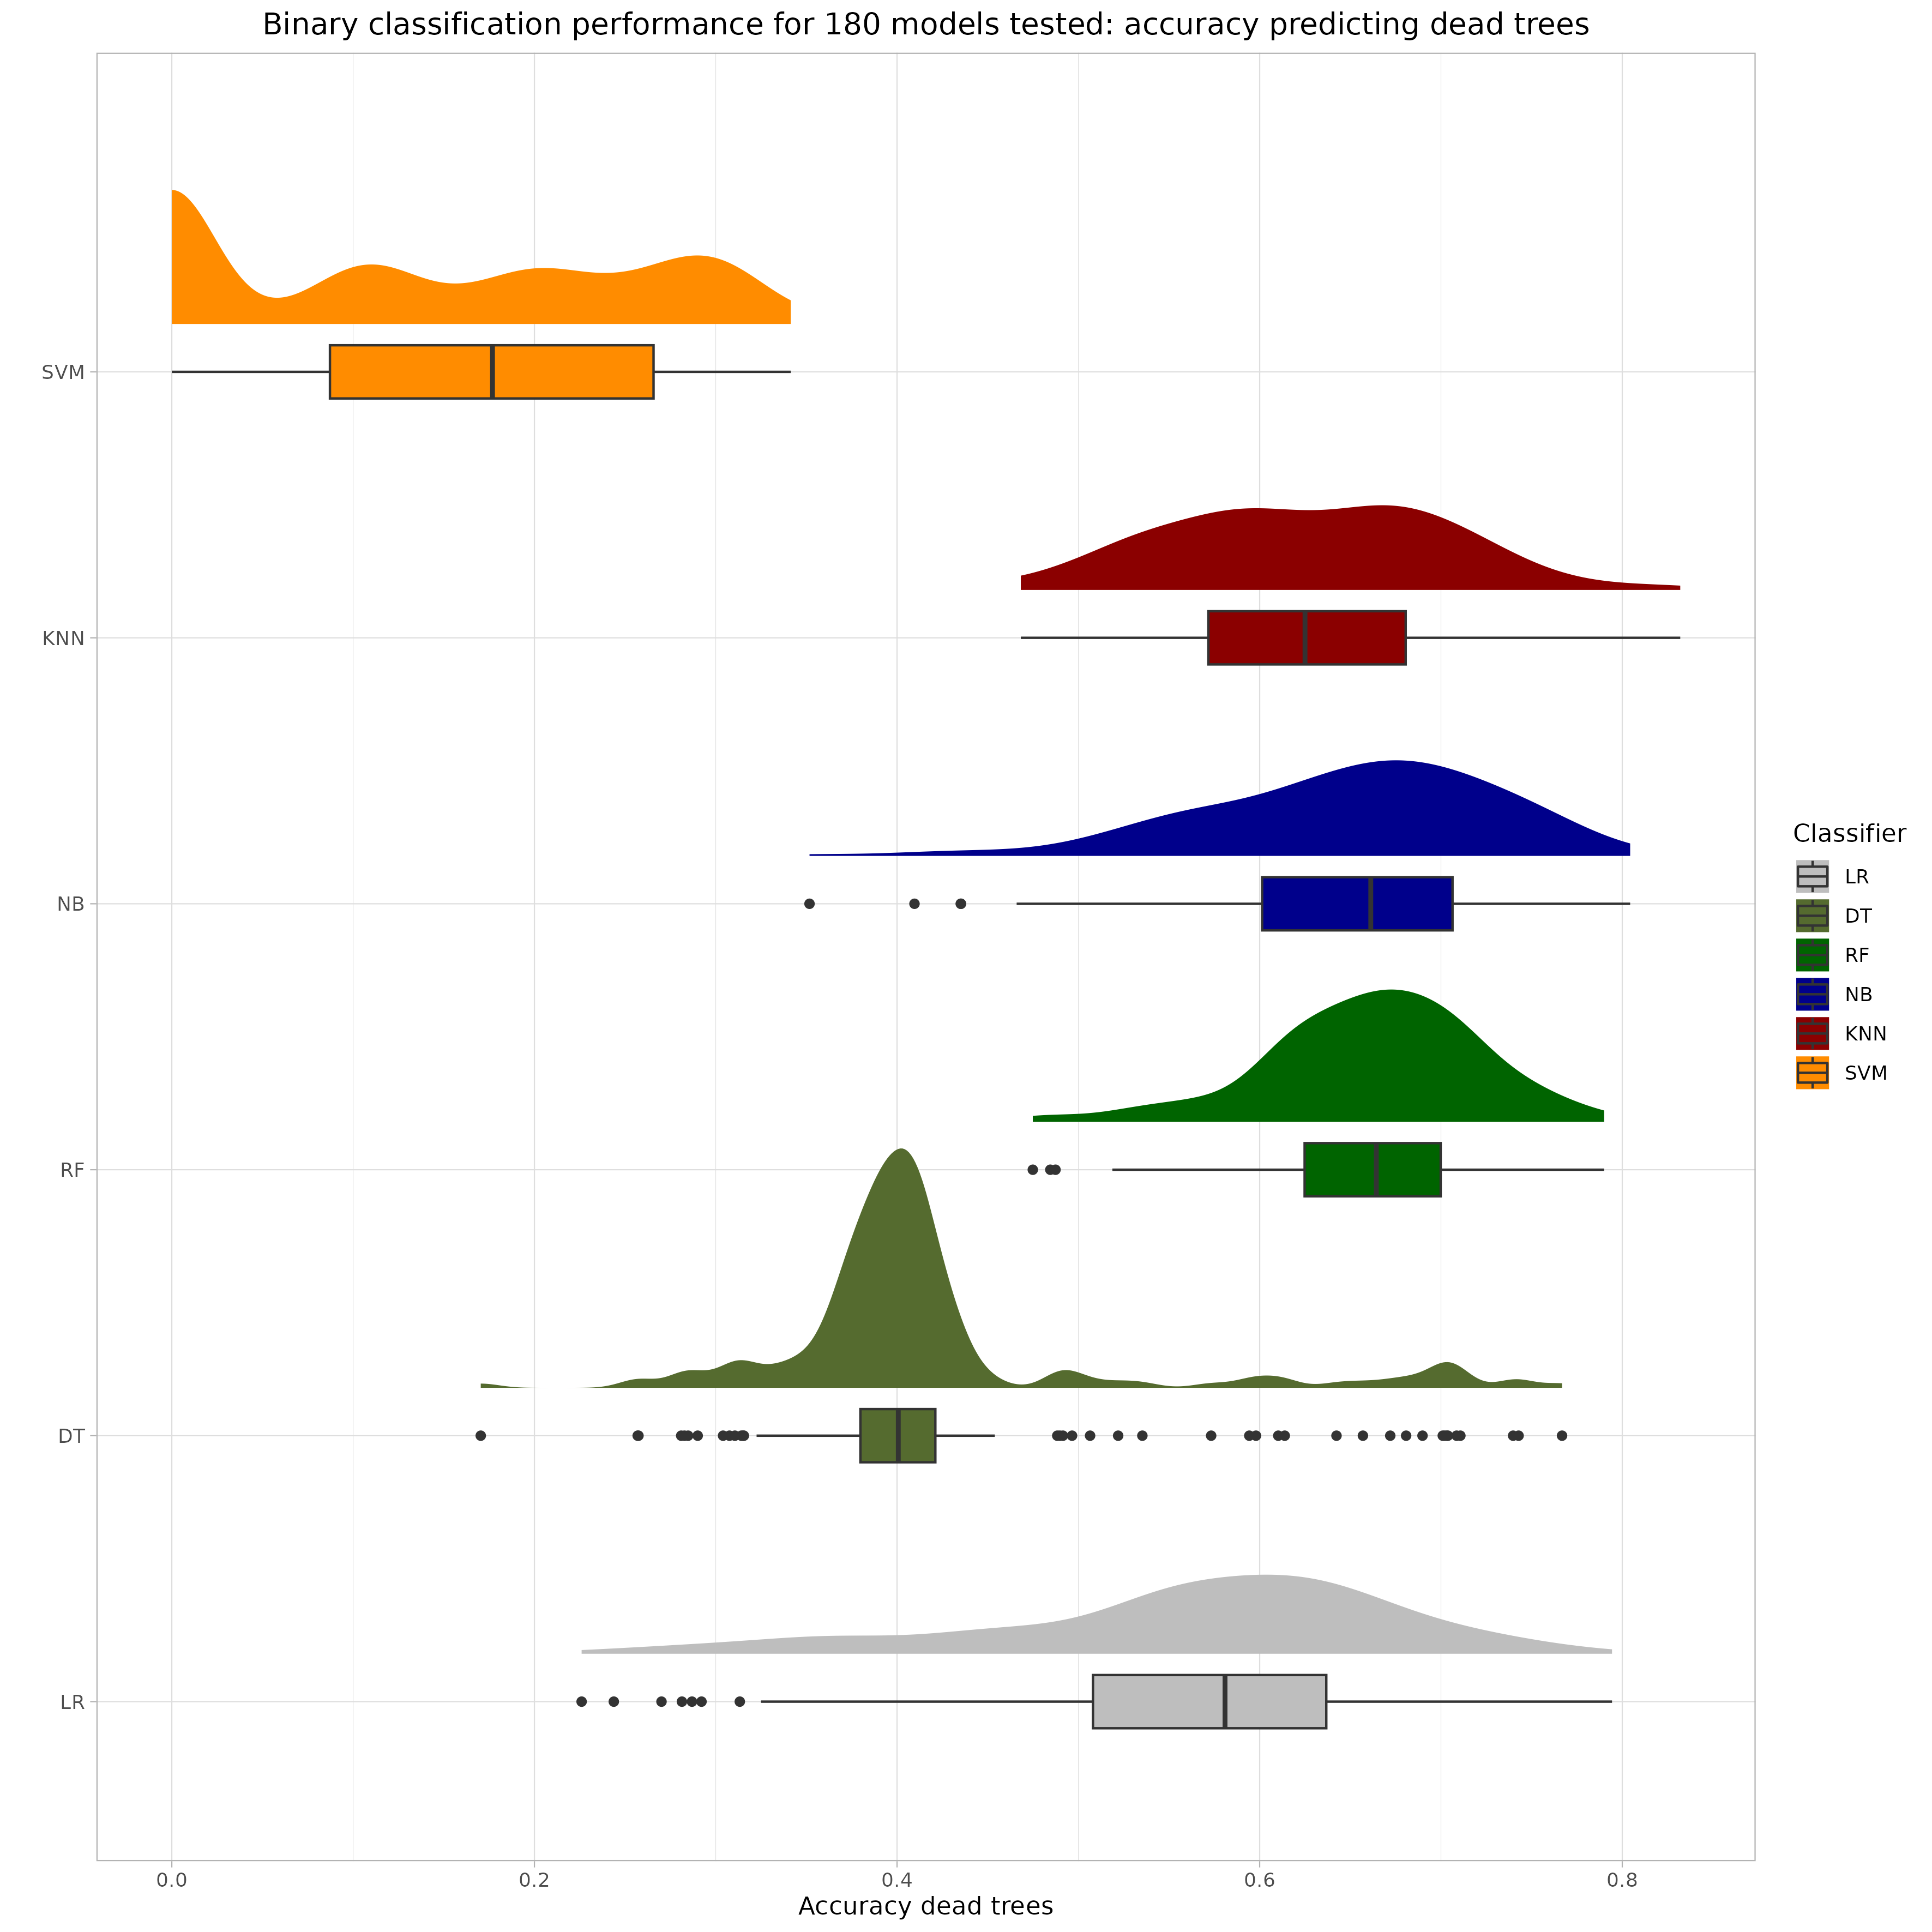 Binary classification performance for 180 models tested: accuracy predicting dead trees
SVM
KNN
NB
RF
DT
LR
0.0
0.2
0.4
0.6
0.8
Accuracy dead trees
Classifier
LR
DT
RF
NB
KNN
SVM